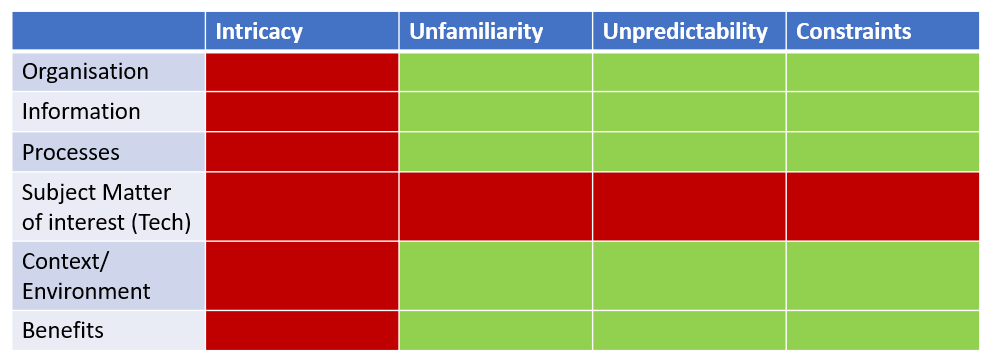 Intricacy Unfamiliarity Unpredictability Constraints
Organisation
Information
Processes
Subject Matter
of interest (Tech)
Context/
Environment
Benefits